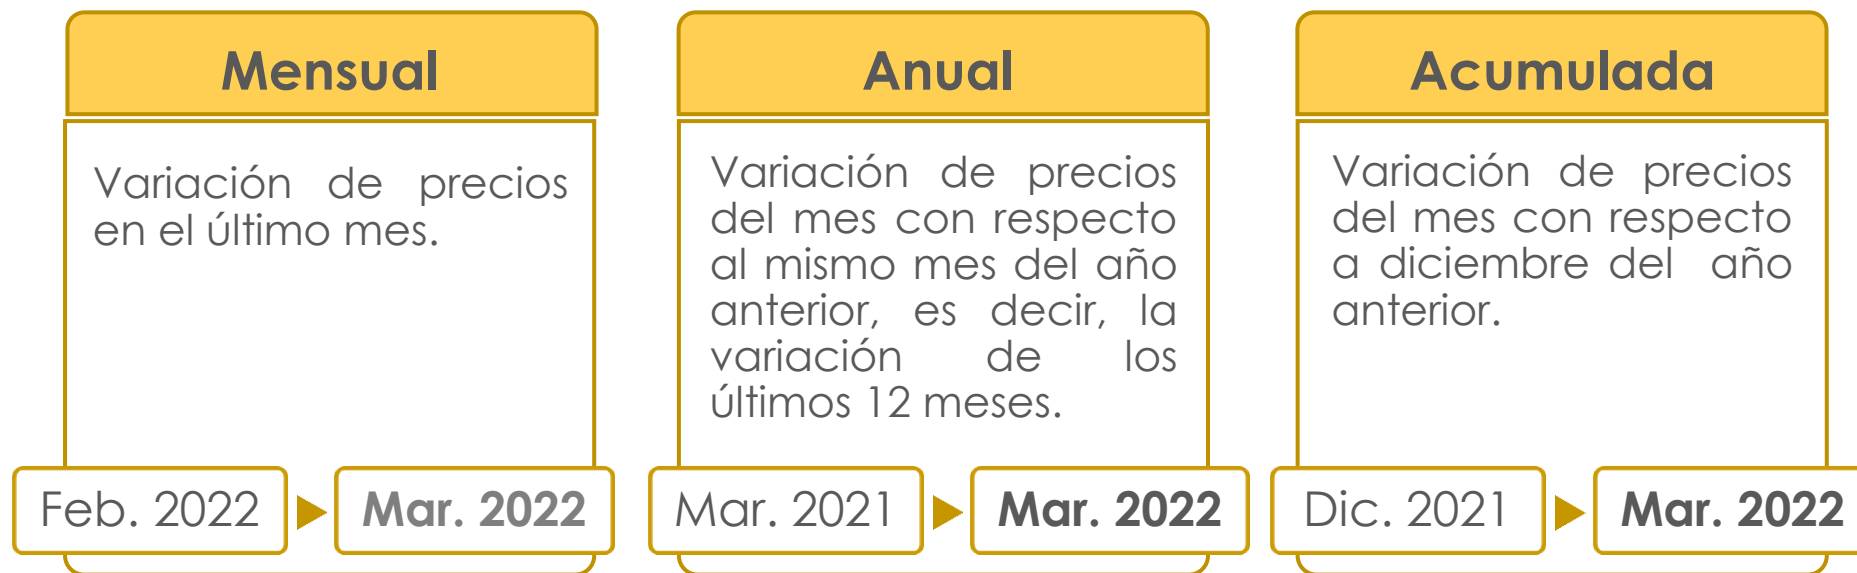 Mensual
Variación de precios
en el último mes.
Feb. 2022
Mar. 2022
Anual
Variación de precios
del mes con respecto
al mismo mes del año
anterior, es decir, la
variación de los
últimos 12 meses.
Mar. 2021
Mar. 2022
Acumulada
Variación de precios
del mes con respecto
a diciembre del año
anterior.
Dic. 2021
Mar. 2022